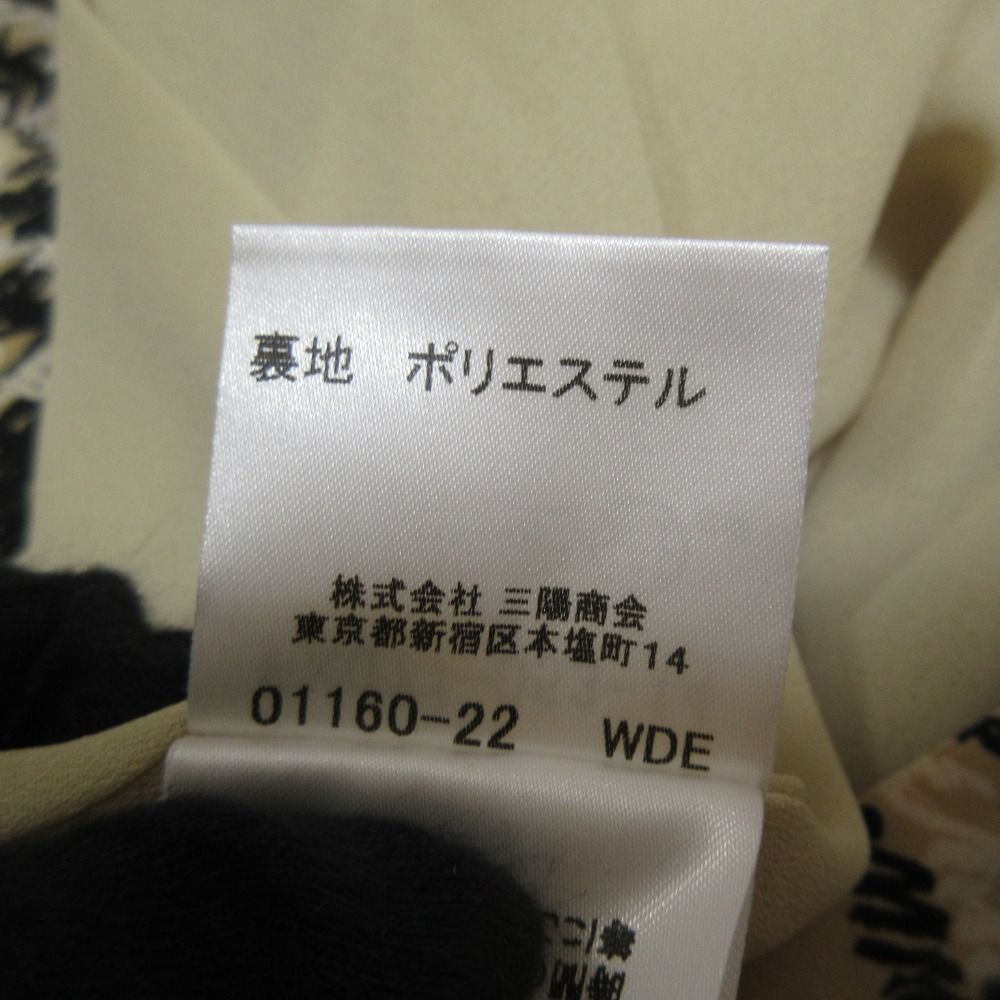 裏地　ポリエステル
株式会社 三陽商会
東京都新宿区本塩町14
01160-22　WDE